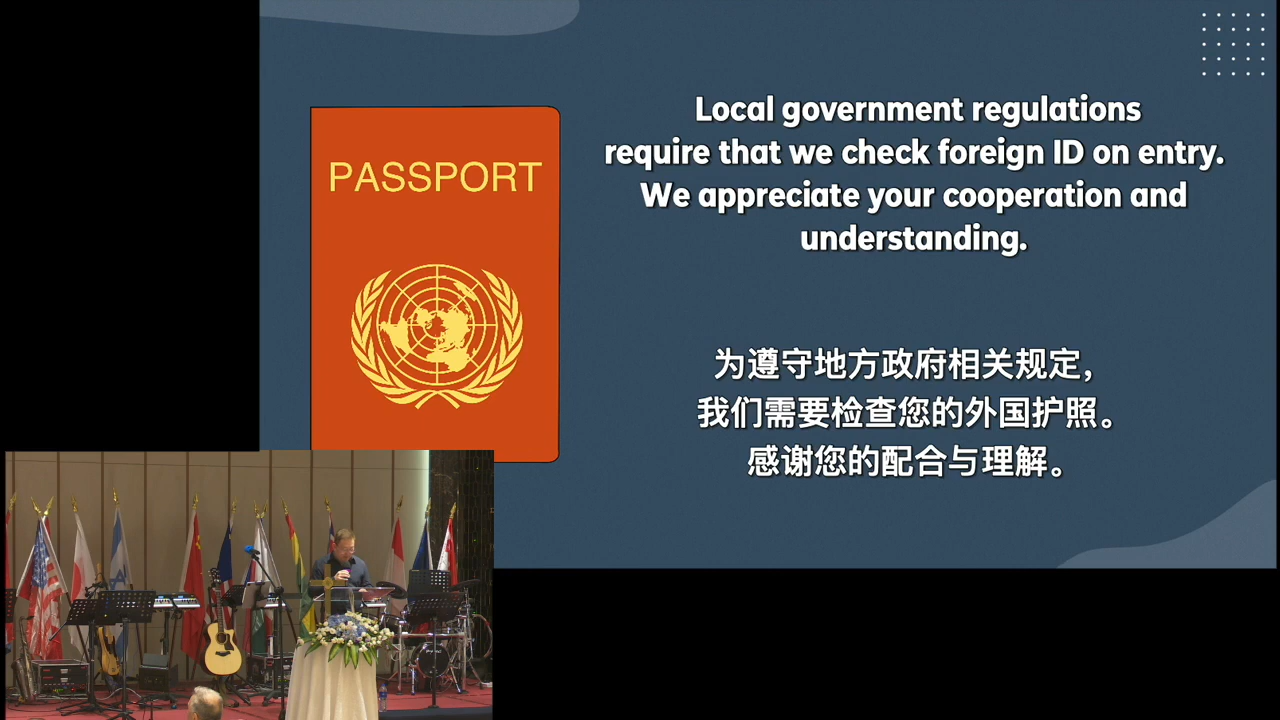 PASSPORT
Local government regulations
require that we check foreign ID on entry.
We appreciate your cooperation and
understanding.
为遵守地方政府相关规定,
我们需要检查您的外国护照。
感谢您的配合与理解。